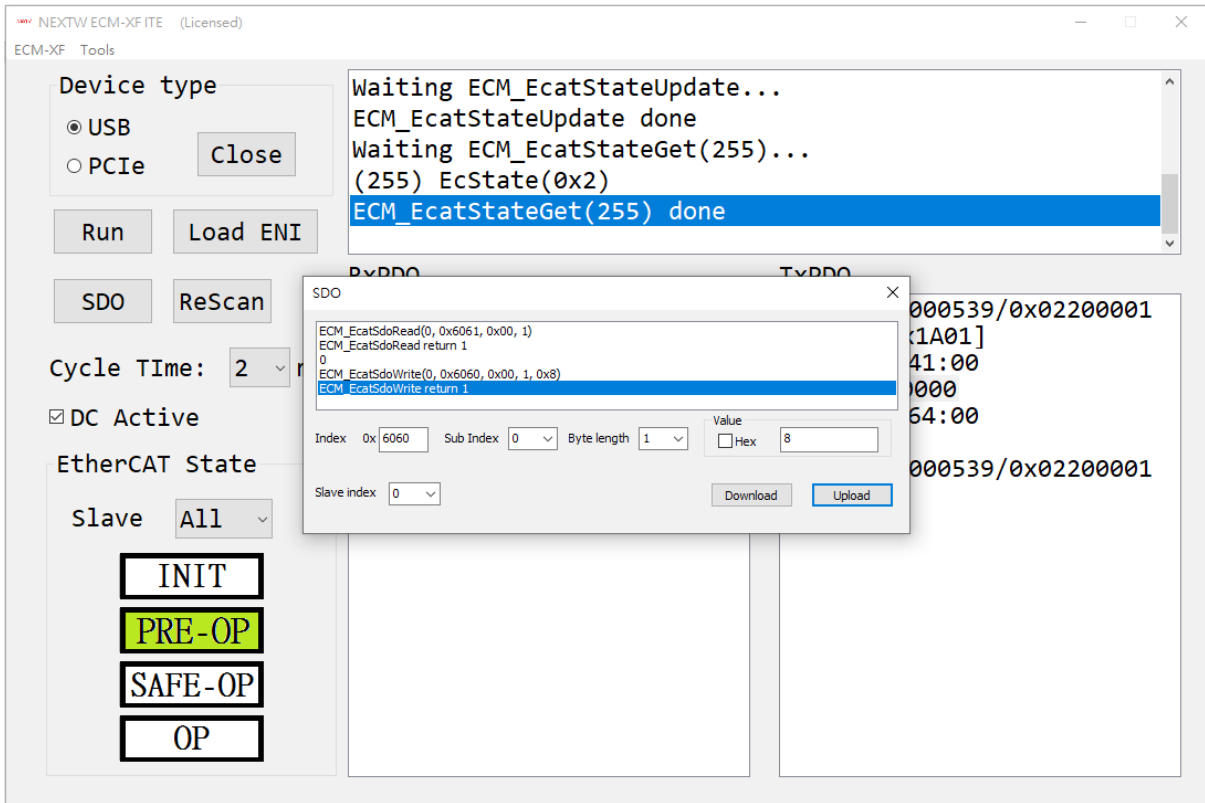 NEXTW ECM-XF ITE (Licensed)
ECM-XF Tools
Device type
USB
PCIe
Close
Run
Load ENI
SDO
ReScan
Cycle TIme: 2
DC Active
EtherCAT State
Slave All
INIT
PRE-OP
SAFE-OP
OP
Waiting ECM_EcatStateUpdate...
ECM_EcatStateUpdate done
Waiting ECM_EcatStateGet(255)...
(255) EcState(0x2)
ECM_EcatStateGet(255) done
RxPDO
TxPDO
SDO
ECM_EcatSdoRead(0, 0x6061, 0x00, 1)
ECM_EcatSdoRead return 1
0
ECM_EcatSdoWrite(0, 0x6060, 0x00, 1, 0x8)
ECM_EcatSdoWrite return 1
Index 0x 6060 Sub Index 0 Byte length 1
Value
Hex 8
Slave index 0
Download
Upload
000539/0x02200001
1A01]
41:00
000
64:00
000539/0x02200001